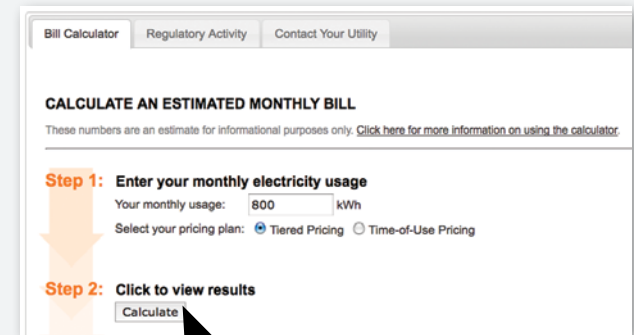 Bill Calculator Regulatory Activity Contact Your Utility
CALCULATE AN ESTIMATED MONTHLY BILL
These numbers are an estimate for informational purposes only. Click here for more information on using the calculator.
Step 1: Enter your monthly electricity usage
Your monthly usage: 800 kWh
Select your pricing plan: Tiered Pricing Time-of-Use Pricing
Step 2: Click to view results
Calculate